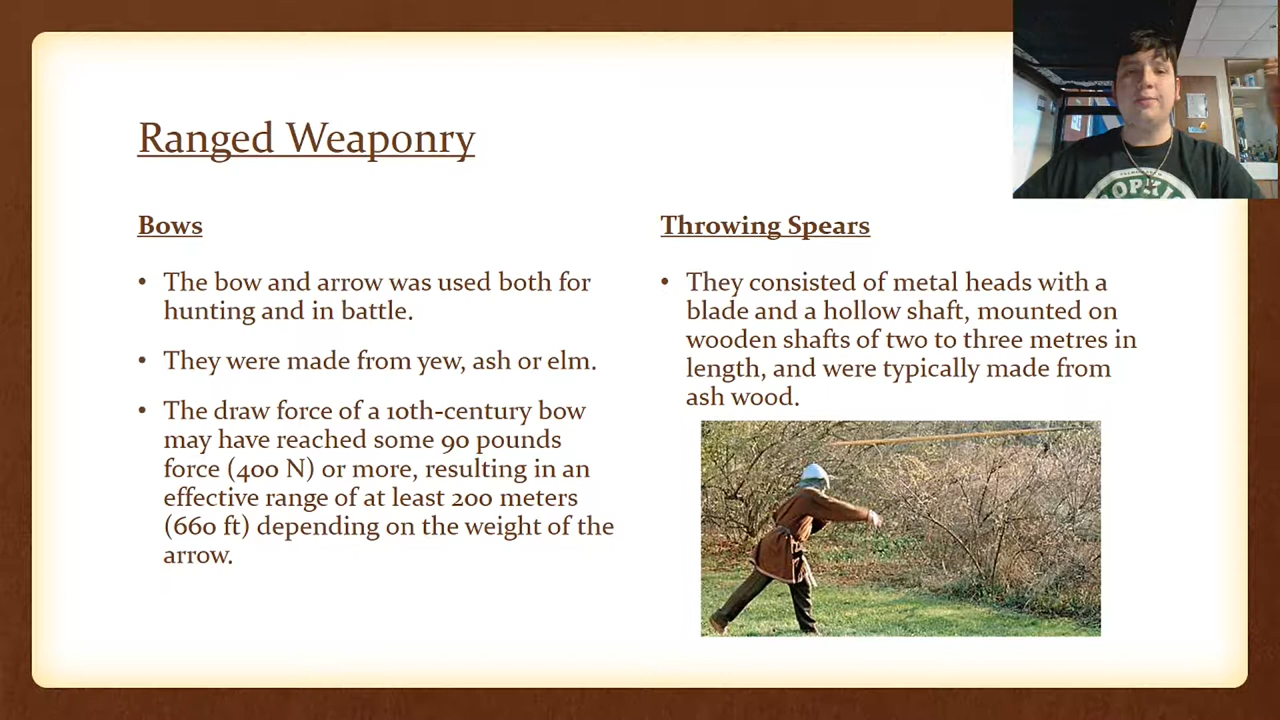 Ranged Weaponry
Bows
• The bow and arrow was used both for
hunting and in battle.
• They were made from yew, ash or elm.
• The draw force of a 10th-century bow
may have reached some 90 pounds
force (400 N) or more, resulting in an
effective range of at least 200 meters
(660 ft) depending on the weight of the
arrow.
Throwing Spears
• They consisted of metal heads with a
blade and a hollow shaft, mounted on
wooden shafts of two to three metres in
length, and were typically made from
ash wood.